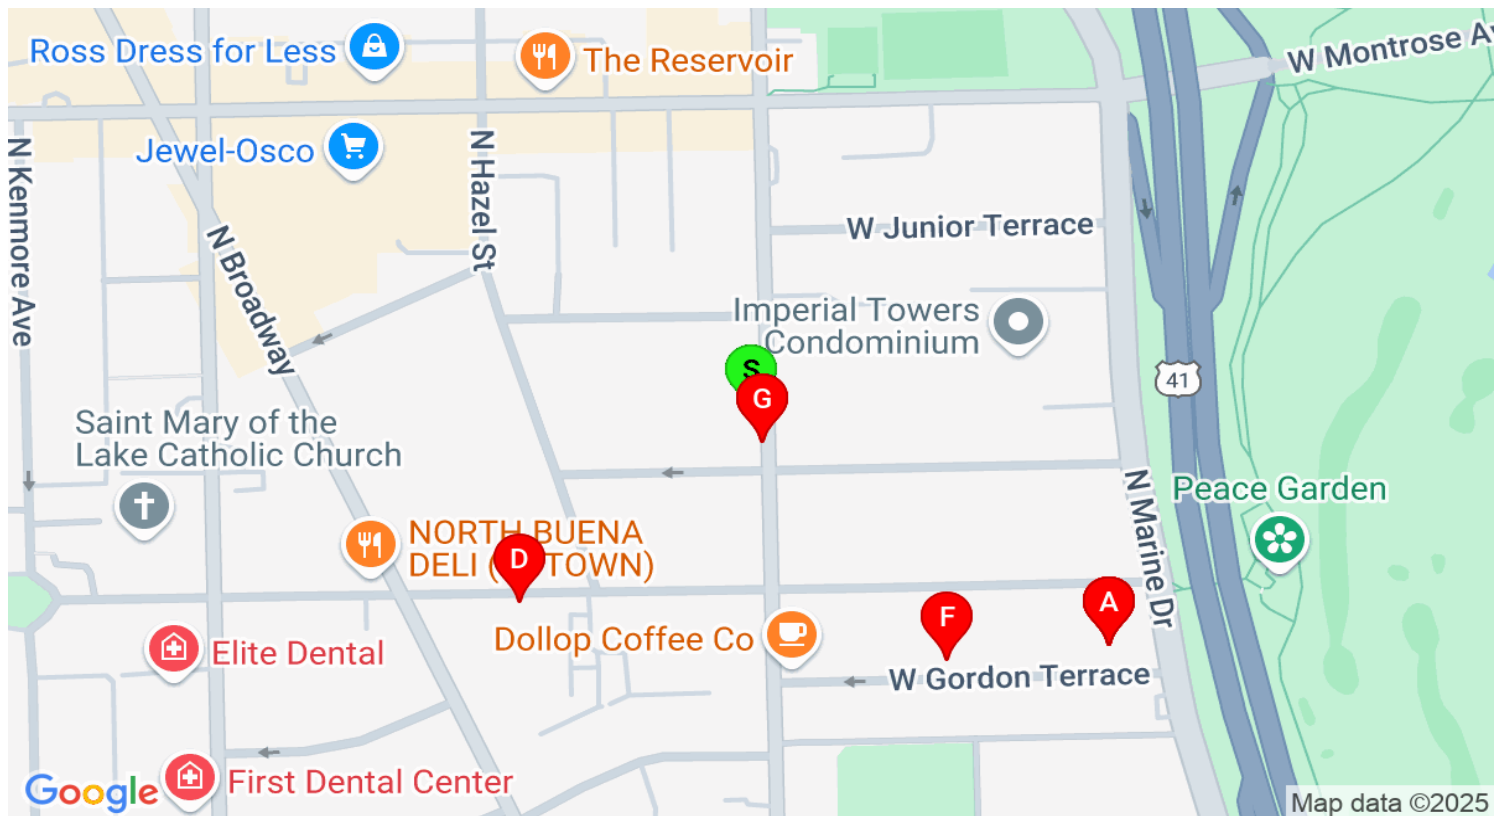 Ross Dress for Less
The Reservoir
W Montrose Av
Jewel-Osco
N Kenmore Ave
N Hazel St
W Junior Terrace
N Broadway
Imperial Towers
Condominium
S
G
41
Saint Mary of the
Lake Catholic Church
N Marine Dr
Peace Garden
NORTH BUENA
DELI (UPTOWN)
D
A
F
Dollop Coffee Co
Elite Dental
W Gordon Terrace
First Dental Center
Google
Map data ©2025